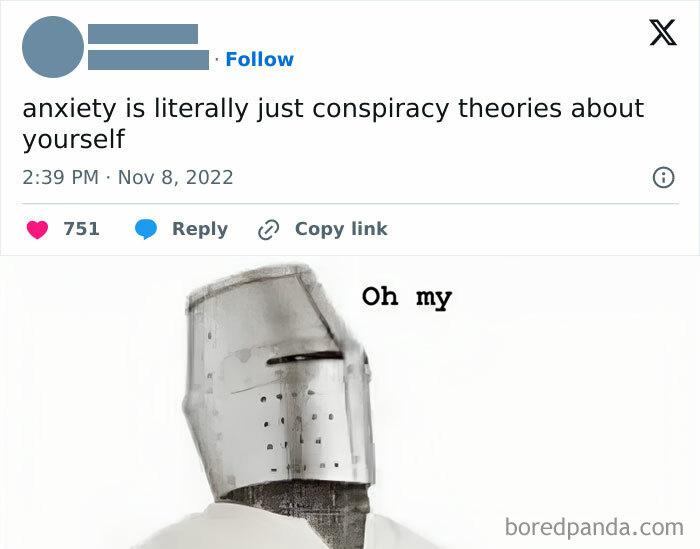 · Follow
anxiety is literally just conspiracy theories about
yourself
2:39 PM · Nov 8, 2022
751 Reply Copy link
Oh my
boredpanda.com